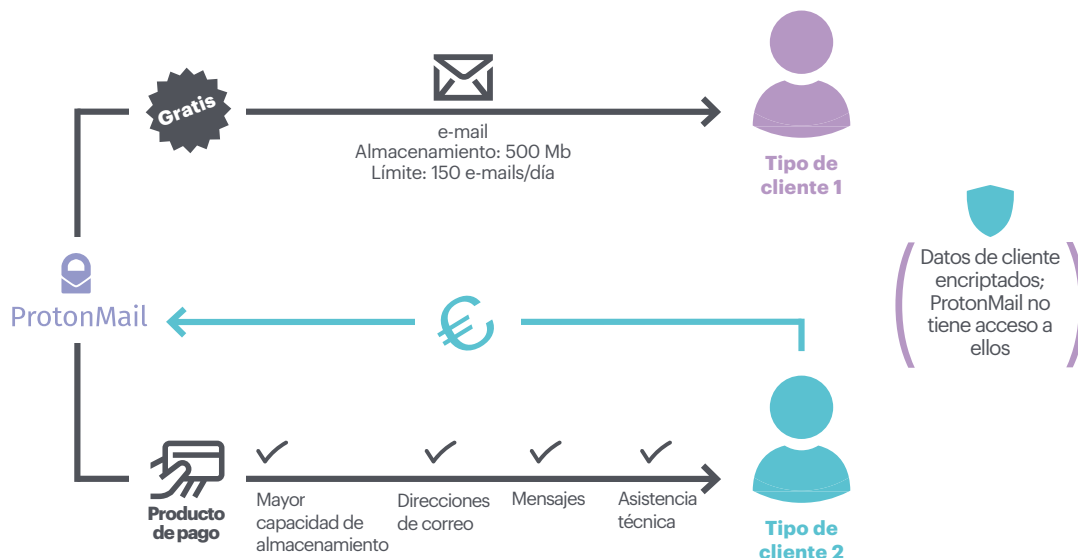 Gratis
e-mail
Almacenamiento: 500 Mb
Límite: 150 e-mails/día
Tipo de
cliente 1
Datos de cliente
encriptados;
ProtonMail no
tiene acceso a
ellos
ProtonMail
€
Producto
de pago
Mayor
capacidad de
almacenamiento
Direcciones
de correo
Mensajes
Asistencia
técnica
Tipo de
cliente 2